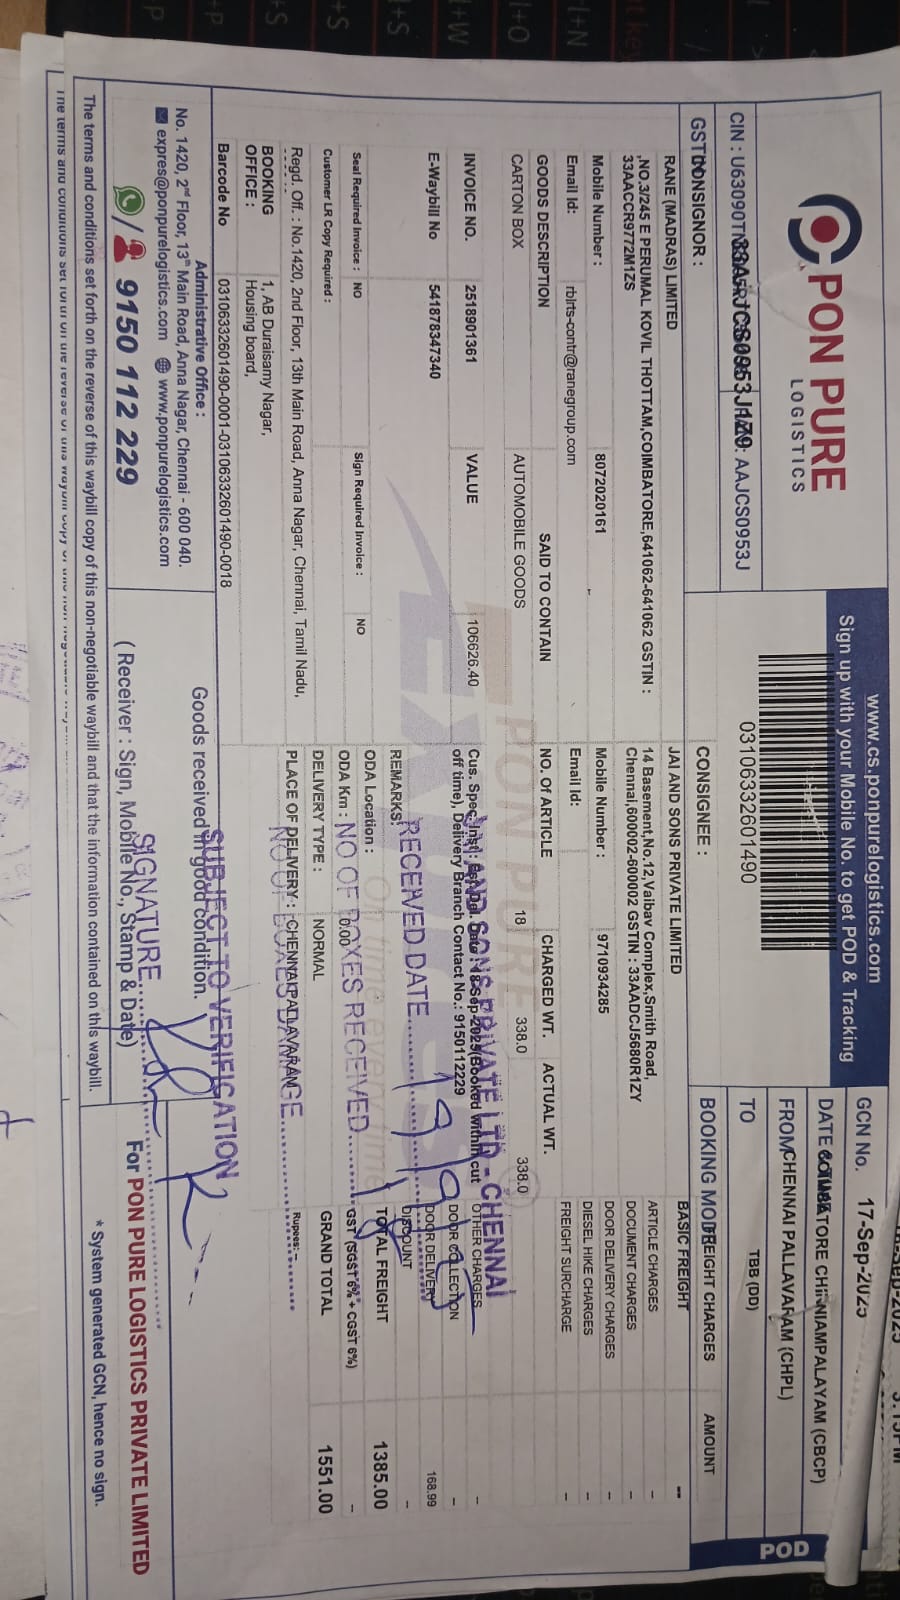 PON PURE
LOGISTICS
www.cs.ponpurelogistics.com
Sign up with your Mobile No. to get POD & Tracking
03106332601490
GCN No.
17-Sep-2025
DATE &
COIMBATORE CHINNIAMPALAYAM (CBCP)
FROM CHENNAI PALLAVARAM (CHPL)
TO
TBB (DD)
POD
CIN : U63090TN
AAJCS0953J
GSTIN
33AAJCS0953J1Z9
CONSIGNOR :
CONSIGNEE :
BOOKING MODE
FREIGHT CHARGES
AMOUNT
RANE (MADRAS) LIMITED
,NO,3/245 E PERUMAL KOVIL THOTTAM,COIMBATORE,641062-641062 GSTIN :
33AACCR9772M1ZS
Mobile Number :
8072020161
Email Id:
rblrts-contr@ranegroup.com
JAI AND SONS PRIVATE LIMITED
14 Basement,No,12,Vaibav Complex,Smith Road,
Chennai,600002-600002 GSTIN : 33AADCJ5680R1ZY
Mobile Number :
9710934285
Email Id:
BASIC FREIGHT --
ARTICLE CHARGES –
DOCUMENT CHARGES –
DOOR DELIVERY CHARGES –
DIESEL HIKE CHARGES –
FREIGHT SURCHARGE –
GOODS DESCRIPTION
SAID TO CONTAIN
NO. Of ARTICLE
CHARGED WT.
ACTUAL WT.
CARTON BOX
AUTOMOBILE GOODS
18
338.0
338.0
INVOICE NO.
2518901361
VALUE
106626.40
Cus. Spec. Inst : Est. Del. Date : 18-Sep-2025(Booked within cut
off time), Delivery Branch Contact No.: 9150112229
OTHER CHARGES –
DOOR COLLECTION –
DOOR DELIVERY 168.99
DISCOUNT –
E-Waybill No
541878347340
REMARKS:
JAI AND SONS PRIVATE LTD - CHENNAI
RECEIVED DATE
19/9/25
NO OF BOXES RECEIVED
NO OF BOXES DAMAGE
SUBJECT TO VERIFICATION
SIGNATURE
Seal Required Invoice : NO
Sign Required Invoice : NO
ODA Location :
TOTAL FREIGHT 1385.00
ODA Km : 0.00
GST (SGST 6% + CGST 6%) –
Customer LR Copy Required :
DELIVERY TYPE : NORMAL
GRAND TOTAL 1551.00
Regd. Off. : No.1420, 2nd Floor, 13th Main Road, Anna Nagar, Chennai, Tamil Nadu,
PLACE OF DELIVERY : CHENNAI PALLAVARAM
Rupees:
BOOKING
OFFICE :
1, AB Duraisamy Nagar,
Housing board,
Barcode No
03106332601490-0001-03106332601490-0018
Administrative Office :
No. 1420, 2nd Floor, 13th Main Road, Anna Nagar, Chennai - 600 040.
expres@ponpurelogistics.com www.ponpurelogistics.com
/ 9150 112 229
Goods received in good condition.
( Receiver : Sign, Mobile No., Stamp & Date)
For PON PURE LOGISTICS PRIVATE LIMITED
The terms and conditions set forth on the reverse of this waybill copy of this non-negotiable waybill and that the information contained on this waybill.
* System generated GCN, hence no sign.